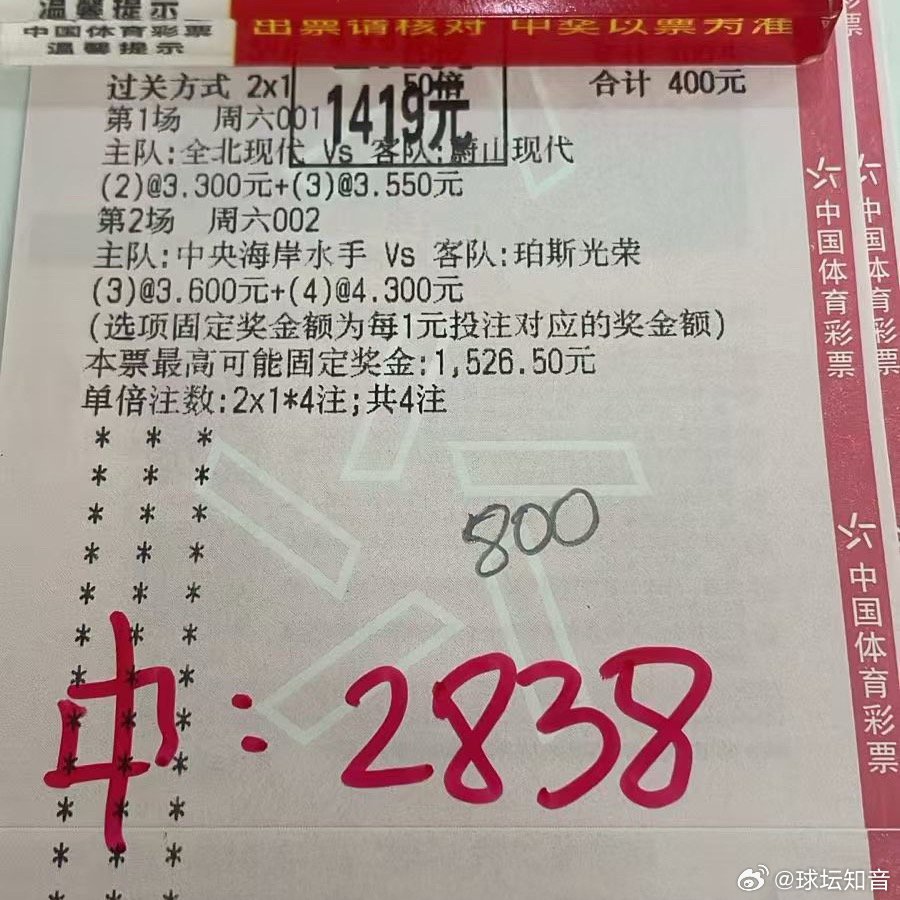 温馨提示
中国体育彩票
温馨提示
出票请核对 中奖以票为准
过关方式 2x1 50倍 合计 400元
1419元
第1场 周六001
主队:全北现代 Vs 客队:蔚山现代
(2)@3.300元+(3)@3.550元
第2场 周六002
主队:中央海岸水手 Vs 客队:珀斯光荣
(3)@3.600元+(4)@4.300元
(选项固定奖金额为每1元投注对应的奖金额)
本票最高可能固定奖金:1,526.50元
单倍注数:2x1*4注;共4注
* * *
* * *
* * *
* * *
* * *
* * *
* * *
* * *
* * *
* * *
* * *
* * *
800
中:2838
中国体育彩票
中国体育彩票
票
中国体育彩票
@球坛知音